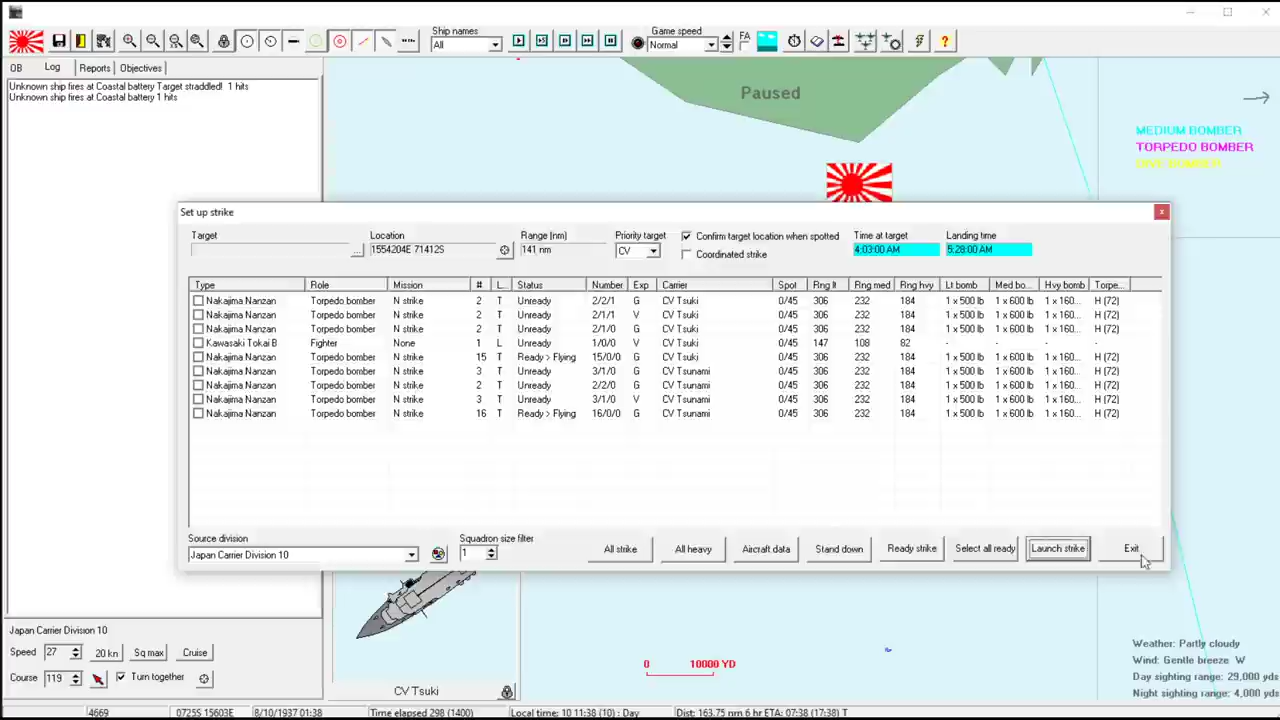 Ship names
Game speed
All
Normal
FA
OB Log Reports Objectives
Unknown ship fires at Coastal battery Target straddled! 1 hits
Unknown ship fires at Coastal battery 1 hits
Paused
MEDIUM BOMBER
TORPEDO BOMBER
DIVE BOMBER
Set up strike
Target Location Range (nm) Priority target Confirm target location when spotted Time at target Landing time
... 1554204E 71412S 141 nm CV Coordinated strike 4:03:00 AM 5:28:00 AM
Type Role Mission # L... Status Number Exp Carrier Spot Rng lt Rng med Rng hvy Lt bomb Med bo... Hvy bomb Torpe...
Nakajima Nanzan Torpedo bomber N strike 2 T Unready 2/2/1 G CV Tsuki 0/45 306 232 184 1 x 500 lb 1 x 600 lb 1 x 160... H (72)
Nakajima Nanzan Torpedo bomber N strike 2 T Unready 2/1/1 V CV Tsuki 0/45 306 232 184 1 x 500 lb 1 x 600 lb 1 x 160... H (72)
Nakajima Nanzan Torpedo bomber N strike 2 T Unready 2/1/0 G CV Tsuki 0/45 306 232 184 1 x 500 lb 1 x 600 lb 1 x 160... H (72)
Kawasaki Tokai B Fighter None 1 L Unready 1/0/0 V CV Tsuki 0/45 147 108 82 - - - -
Nakajima Nanzan Torpedo bomber N strike 15 T Ready > Flying 15/0/0 G CV Tsuki 0/45 306 232 184 1 x 500 lb 1 x 600 lb 1 x 160... H (72)
Nakajima Nanzan Torpedo bomber N strike 3 T Unready 3/1/0 G CV Tsunami 0/45 306 232 184 1 x 500 lb 1 x 600 lb 1 x 160... H (72)
Nakajima Nanzan Torpedo bomber N strike 2 T Unready 2/2/0 G CV Tsunami 0/45 306 232 184 1 x 500 lb 1 x 600 lb 1 x 160... H (72)
Nakajima Nanzan Torpedo bomber N strike 3 T Unready 3/1/0 V CV Tsunami 0/45 306 232 184 1 x 500 lb 1 x 600 lb 1 x 160... H (72)
Nakajima Nanzan Torpedo bomber N strike 16 T Ready > Flying 16/0/0 G CV Tsunami 0/45 306 232 184 1 x 500 lb 1 x 600 lb 1 x 160... H (72)
Source division Squadron size filter
Japan Carrier Division 10 1 All strike All heavy Aircraft data Stand down Ready strike Select all ready Launch strike Exit
Japan Carrier Division 10
Speed 27 20 kn Sq max Cruise
Course 119 Turn together
CV Tsuki
0 10000 YD
Weather: Partly cloudy
Wind: Gentle breeze W
Day sighting range: 29,000 yds
Night sighting range: 4,000 yds
4669 0725S 15603E 8/10/1937 01:38 Time elapsed 298 (1400) Local time: 10 11:38 (10) : Day Dist: 163.75 nm 6 hr ETA: 07:38 (17:38) T